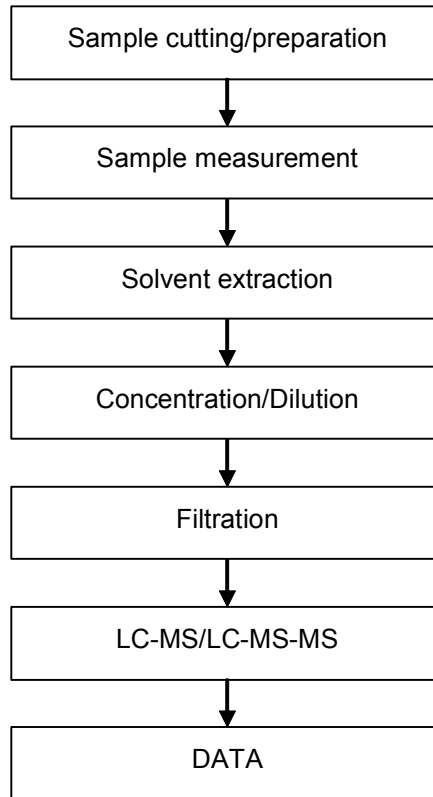 Sample cutting/preparation
Sample measurement
Solvent extraction
Concentration/Dilution
Filtration
LC-MS/LC-MS-MS
DATA